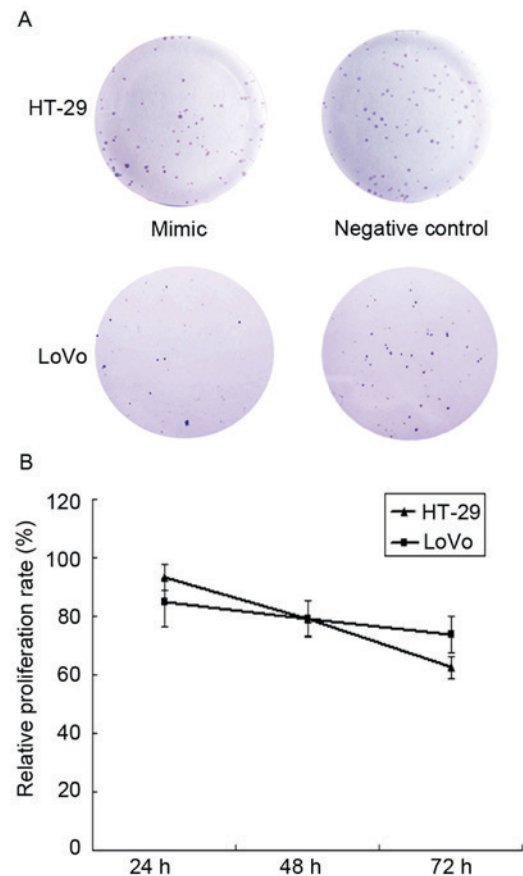 A
HT-29
Mimic
Negative control
LoVo
B
Relative proliferation rate (%)
120
100
80
60
40
20
0
HT-29
LoVo
24 h
48 h
72 h